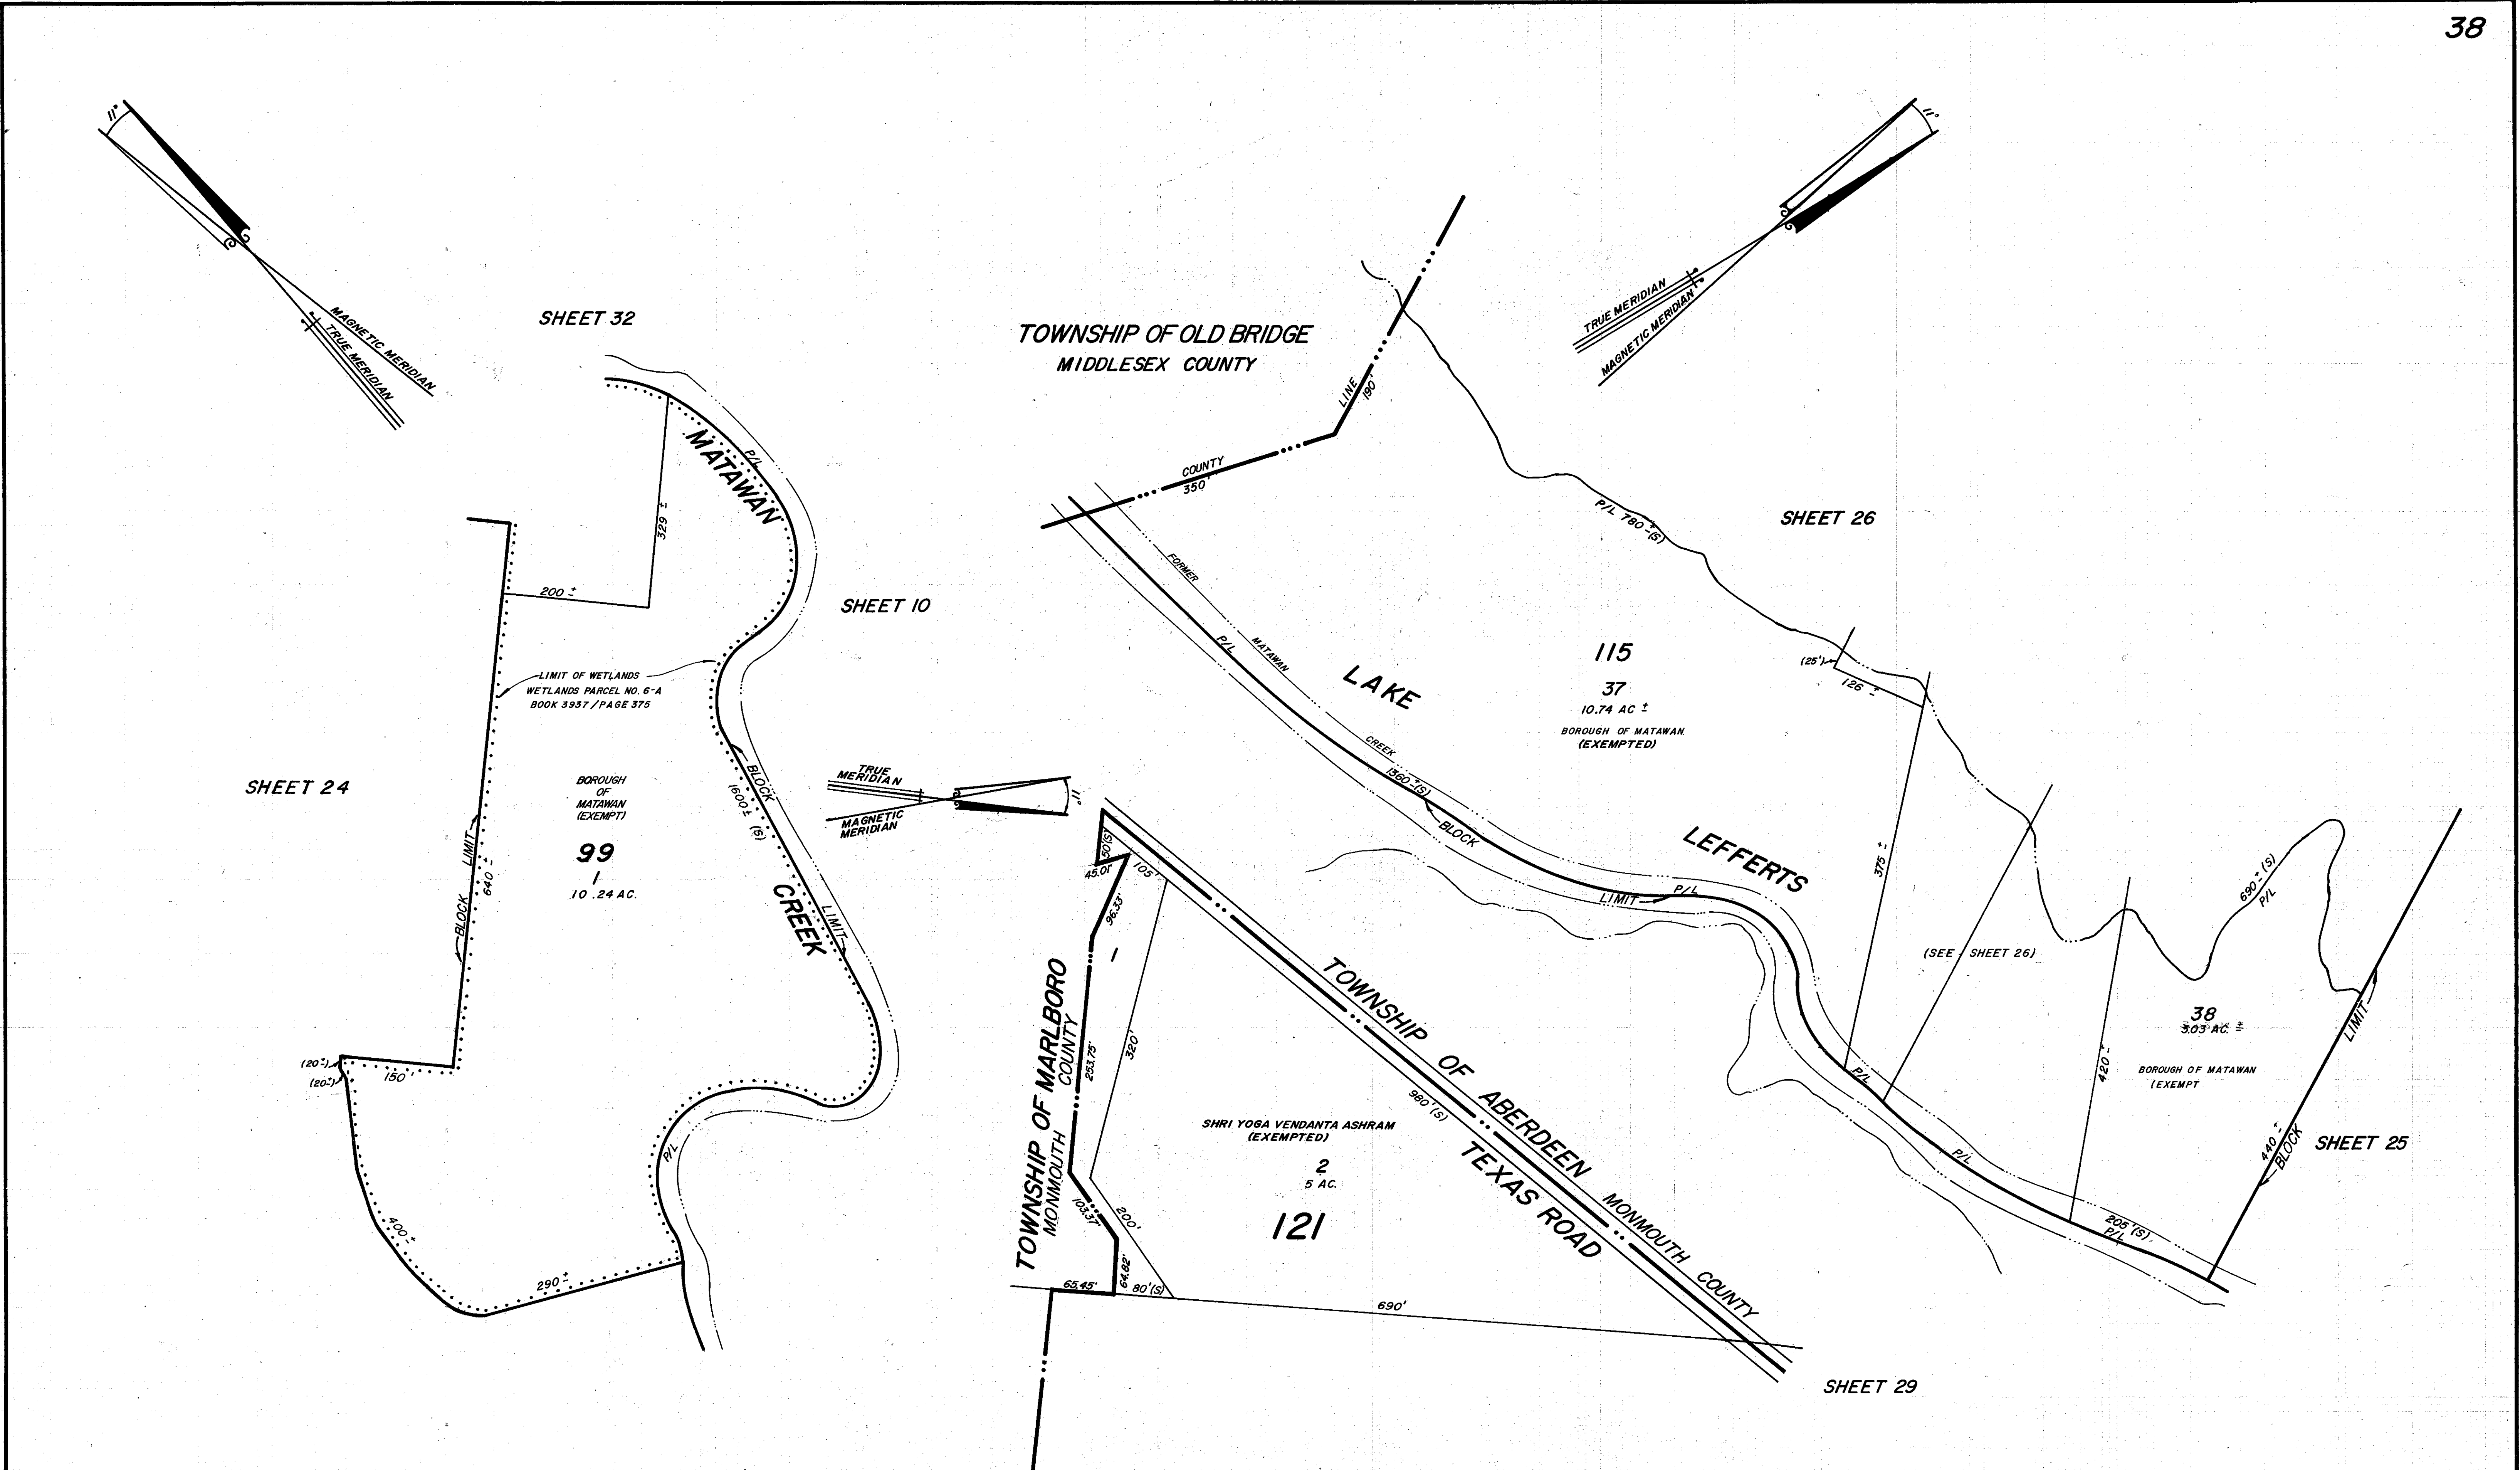 38
11°
MAGNETIC MERIDIAN
TRUE MERIDIAN
SHEET 32
MATAWAN
P/L
329 ±
200 ±
SHEET 10
LIMIT OF WETLANDS
WETLANDS PARCEL NO. 6-A
BOOK 3937 / PAGE 375
SHEET 24
BLOCK LIMIT
640 ±
BOROUGH
OF
MATAWAN
(EXEMPT)
99
1
10.24 AC.
BLOCK
1600 ± (S)
LIMIT
CREEK
(20±)
(20±)
150'
400 ±
290 ±
P/L
TOWNSHIP OF OLD BRIDGE
MIDDLESEX COUNTY
11°
TRUE MERIDIAN
MAGNETIC MERIDIAN
LINE
190'
COUNTY
350'
P/L 780 ± (S)
SHEET 26
FORMER
MATAWAN
CREEK
P/L
1360 ± (S)
BLOCK
LIMIT
P/L
LAKE
LEFFERTS
115
37
10.74 AC ±
BOROUGH OF MATAWAN
(EXEMPTED)
(25')
126 ±
375 ±
(SEE SHEET 26)
690 ± (S)
P/L
38
3.03 AC. ±
BOROUGH OF MATAWAN
(EXEMPT
420 ±
LIMIT
440 ±
BLOCK
SHEET 25
P/L
P/L
205'(S)
P/L
TRUE
MERIDIAN
MAGNETIC
MERIDIAN
11°
50'(S)
45.01'
105'
96.33'
1
253.75'
320'
TOWNSHIP OF MARLBORO
MONMOUTH COUNTY
103.37'
200'
64.82'
65.45'
80'(S)
690'
SHRI YOGA VENDANTA ASHRAM
(EXEMPTED)
2
5 AC.
121
980'(S)
TOWNSHIP OF ABERDEEN MONMOUTH COUNTY
TEXAS ROAD
SHEET 29